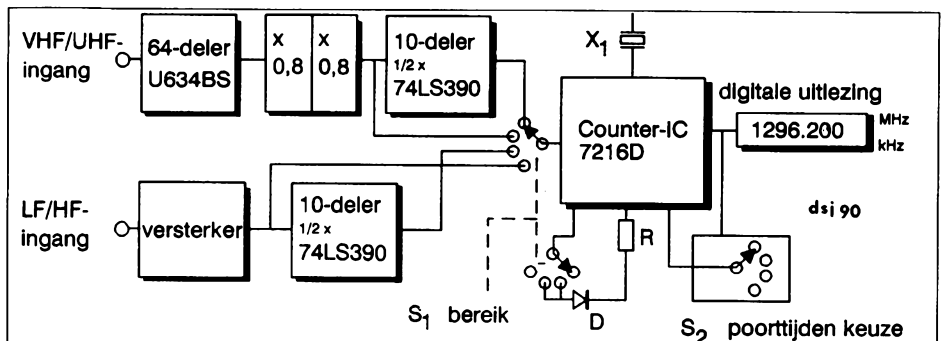 VHF/UHF-
ingang
64-deler
U634BS
X X
0,8 0,8
10-deler
1/2 x
74LS390
X1
Counter-IC
7216D
digitale uitlezing
1296.200
MHz
kHz
dsi 90
LF/HF-
ingang
versterker
10-deler
1/2 x
74LS390
R
D
S1 bereik
S2 poorttijden keuze